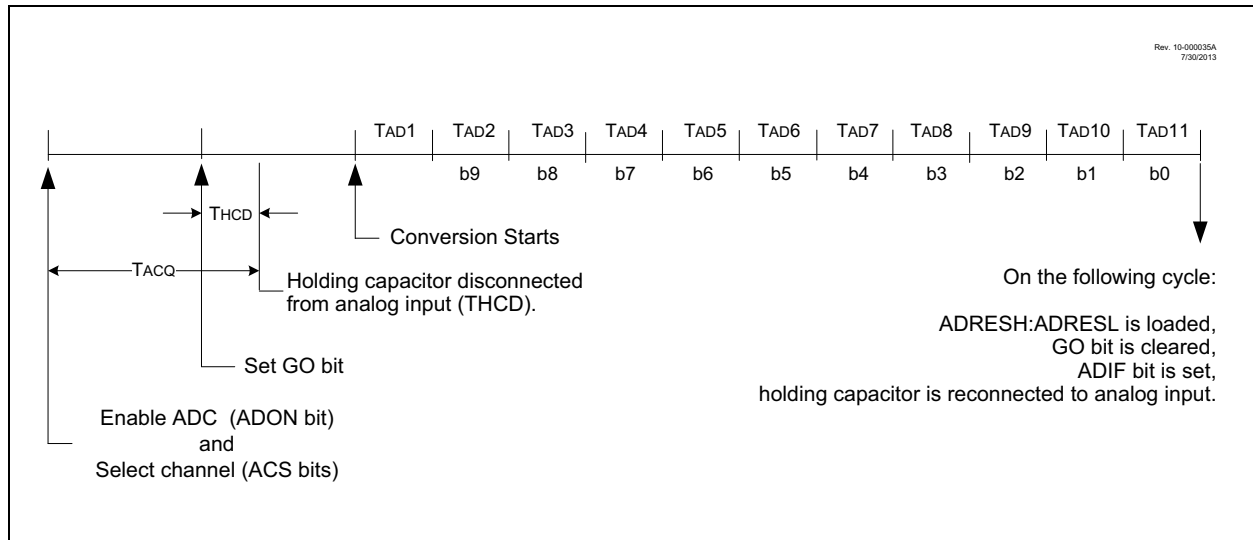 Rev. 10-000035A
7/30/2013
TAD1 TAD2 TAD3 TAD4 TAD5 TAD6 TAD7 TAD8 TAD9 TAD10 TAD11
b9 b8 b7 b6 b5 b4 b3 b2 b1 b0
THCD
Conversion Starts
TACQ
Holding capacitor disconnected
from analog input (THCD).
Set GO bit
Enable ADC (ADON bit)
and
Select channel (ACS bits)
On the following cycle:
ADRESH:ADRESL is loaded,
GO bit is cleared,
ADIF bit is set,
holding capacitor is reconnected to analog input.